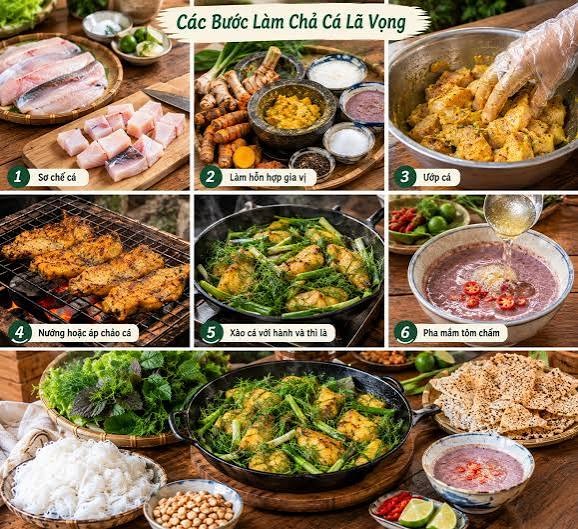 Các Bước Làm Chả Cá Lã Vọng
1 Sơ chế cá
2 Làm hỗn hợp gia vị
3 Ướp cá
4 Nướng hoặc áp chảo cá
5 Xào cá với hành và thì là
6 Pha mắm tôm chấm